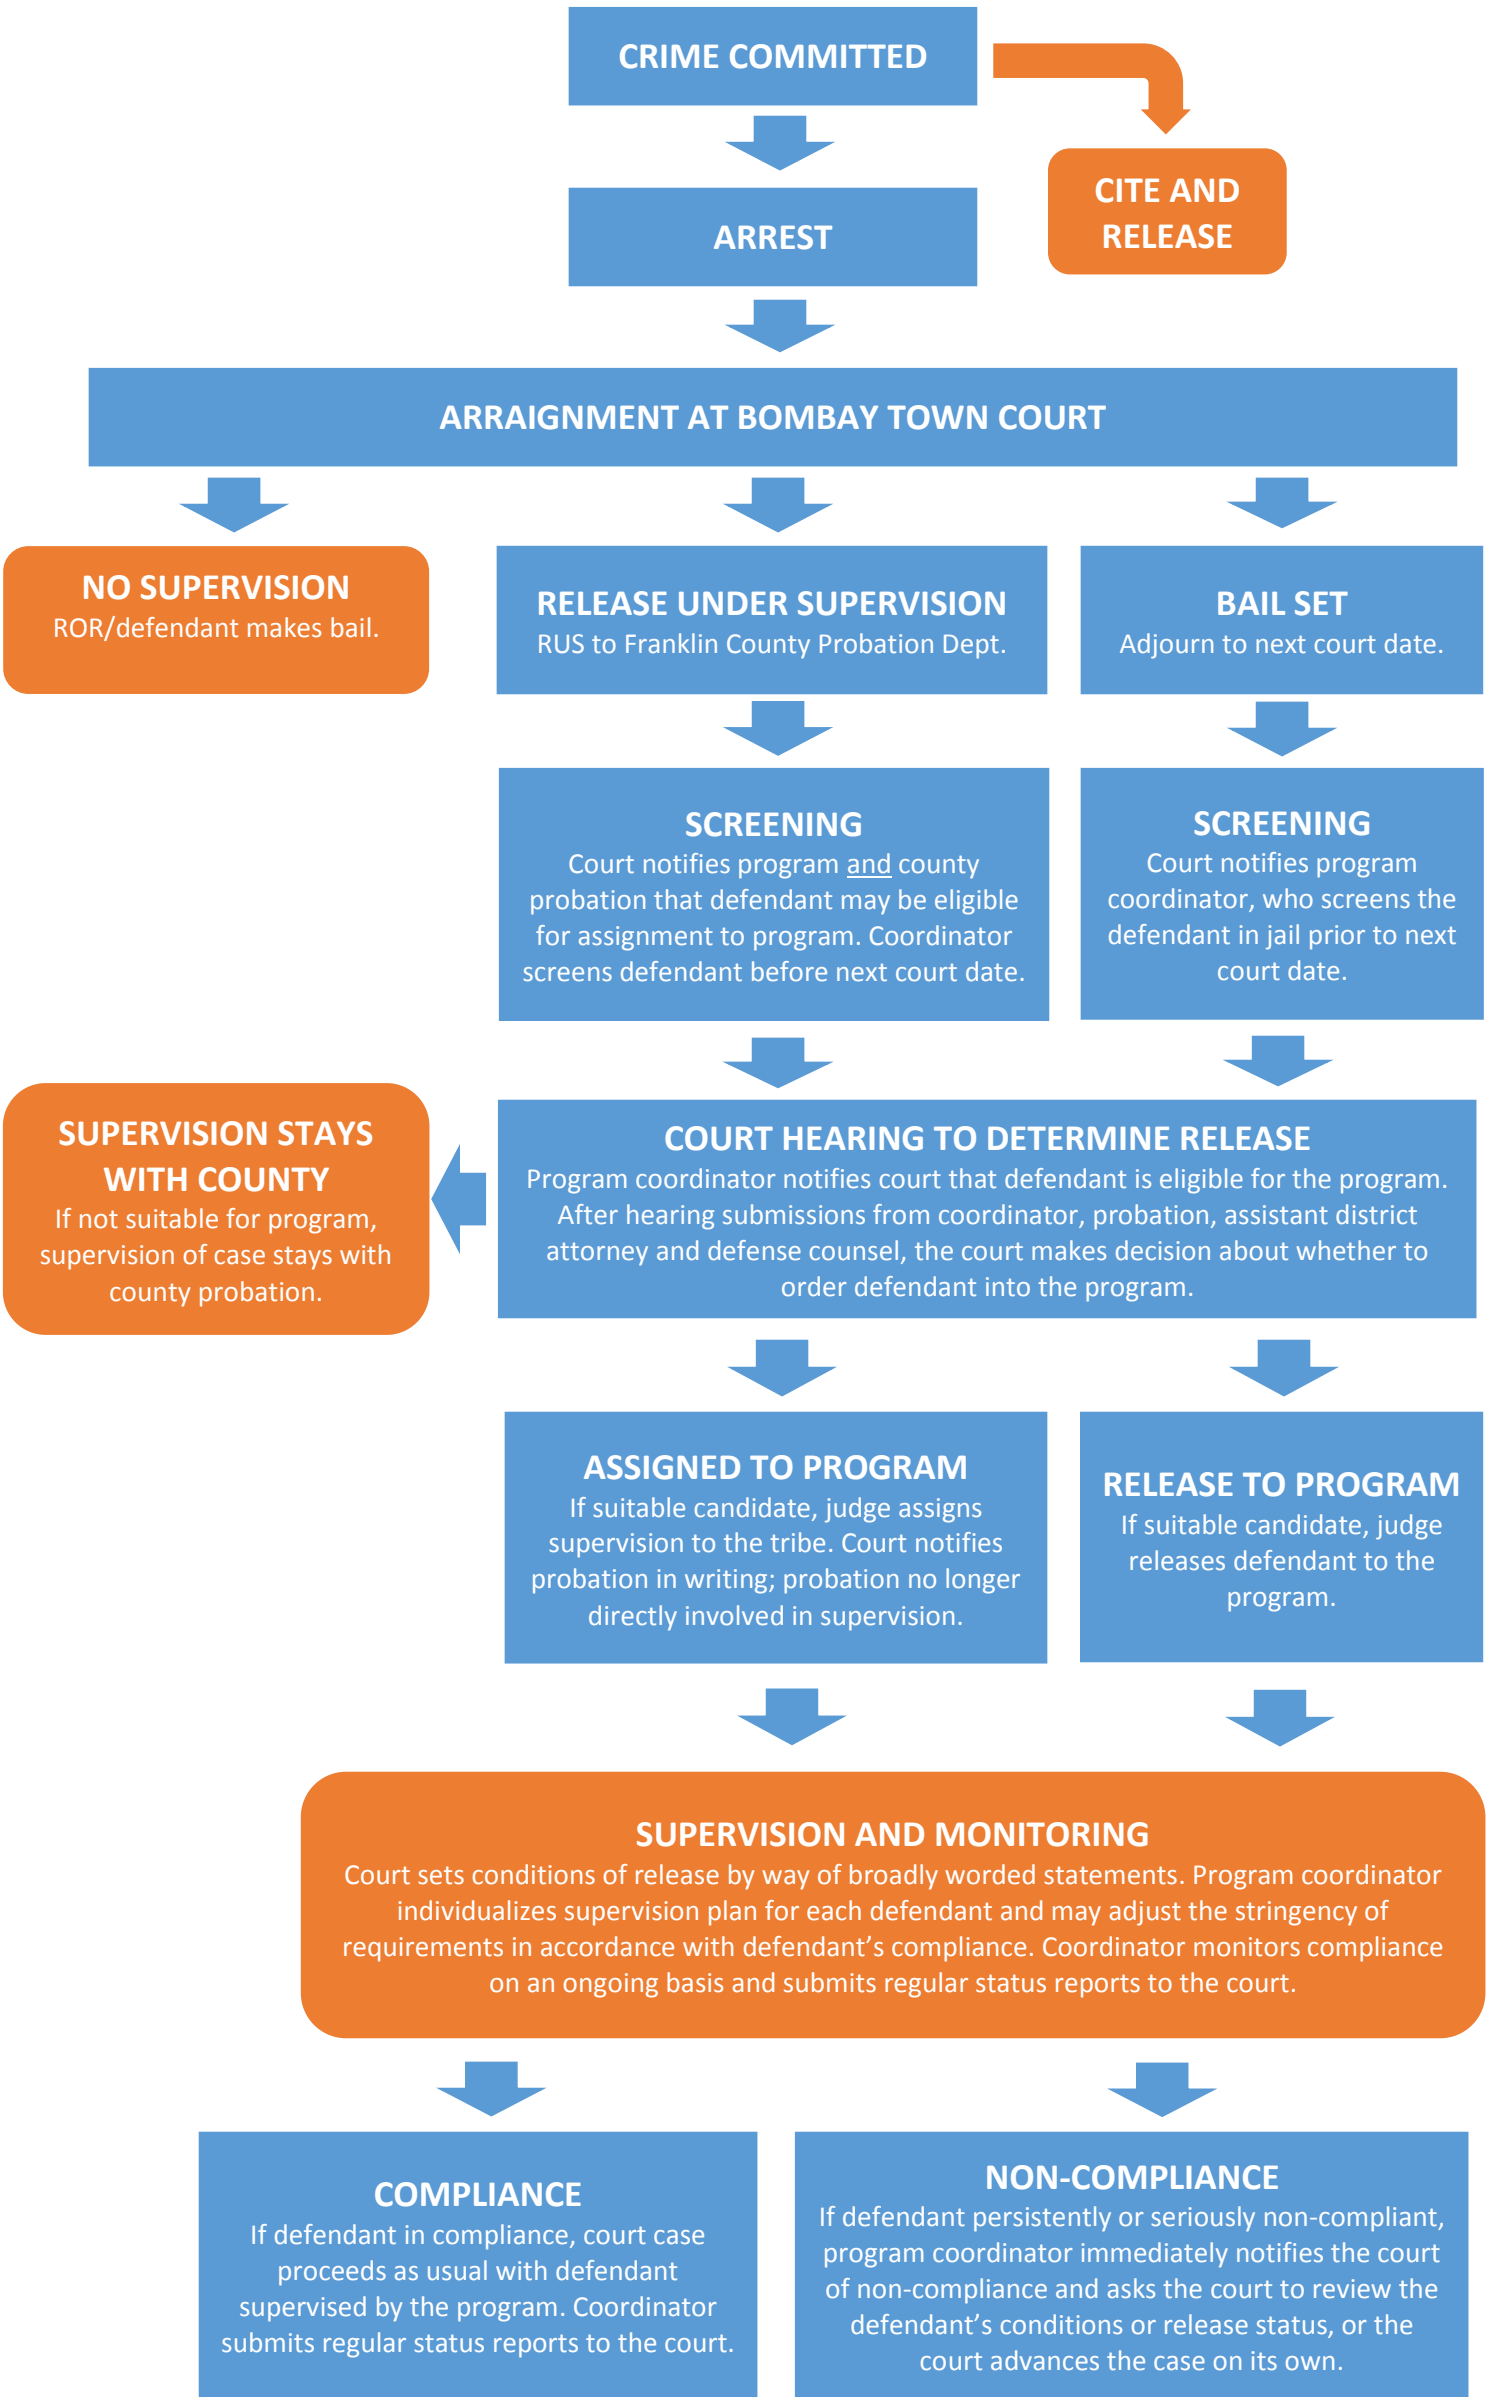 CRIME COMMITTED
CITE AND
RELEASE
ARREST
ARRAIGNMENT AT BOMBAY TOWN COURT
NO SUPERVISION
ROR/defendant makes bail.
RELEASE UNDER SUPERVISION
RUS to Franklin County Probation Dept.
BAIL SET
Adjourn to next court date.
SCREENING
Court notifies program and county
probation that defendant may be eligible
for assignment to program. Coordinator
screens defendant before next court date.
SCREENING
Court notifies program
coordinator, who screens the
defendant in jail prior to next
court date.
SUPERVISION STAYS
WITH COUNTY
If not suitable for program,
supervision of case stays with
county probation.
COURT HEARING TO DETERMINE RELEASE
Program coordinator notifies court that defendant is eligible for the program.
After hearing submissions from coordinator, probation, assistant district
attorney and defense counsel, the court makes decision about whether to
order defendant into the program.
ASSIGNED TO PROGRAM
If suitable candidate, judge assigns
supervision to the tribe. Court notifies
probation in writing; probation no longer
directly involved in supervision.
RELEASE TO PROGRAM
If suitable candidate, judge
releases defendant to the
program.
SUPERVISION AND MONITORING
Court sets conditions of release by way of broadly worded statements. Program coordinator
individualizes supervision plan for each defendant and may adjust the stringency of
requirements in accordance with defendant’s compliance. Coordinator monitors compliance
on an ongoing basis and submits regular status reports to the court.
COMPLIANCE
If defendant in compliance, court case
proceeds as usual with defendant
supervised by the program. Coordinator
submits regular status reports to the court.
NON-COMPLIANCE
If defendant persistently or seriously non-compliant,
program coordinator immediately notifies the court
of non-compliance and asks the court to review the
defendant’s conditions or release status, or the
court advances the case on its own.